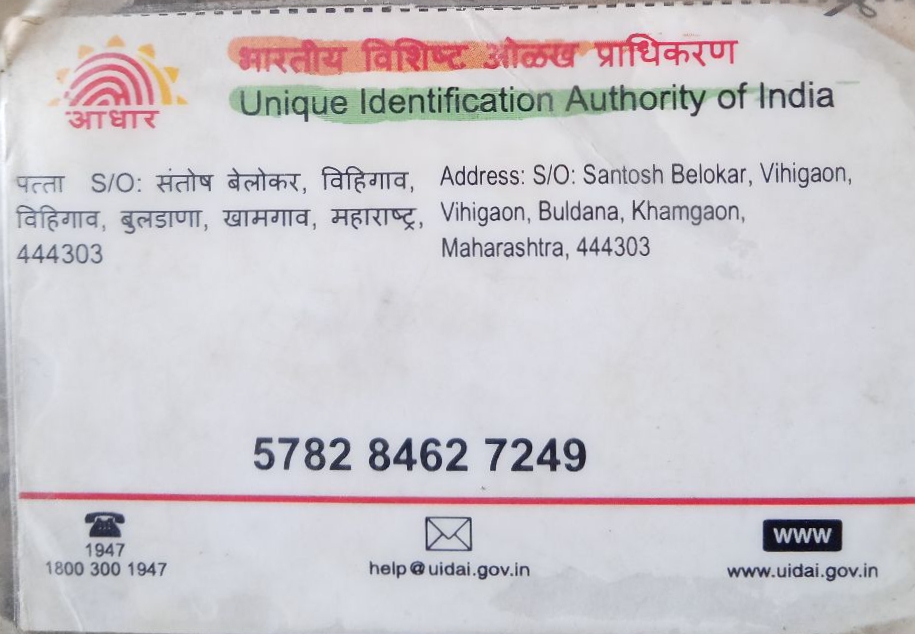 आधार
भारतीय विशिष्ट ओळख प्राधिकरण
Unique Identification Authority of India
पत्ता S/O: संतोष बेलोकर, विहिगाव,
विहिगाव, बुलडाणा, खामगाव, महाराष्ट्र,
444303
Address: S/O: Santosh Belokar, Vihigaon,
Vihigaon, Buldana, Khamgaon,
Maharashtra, 444303
5782 8462 7249
1947
1800 300 1947
help@uidai.gov.in
www
www.uidai.gov.in